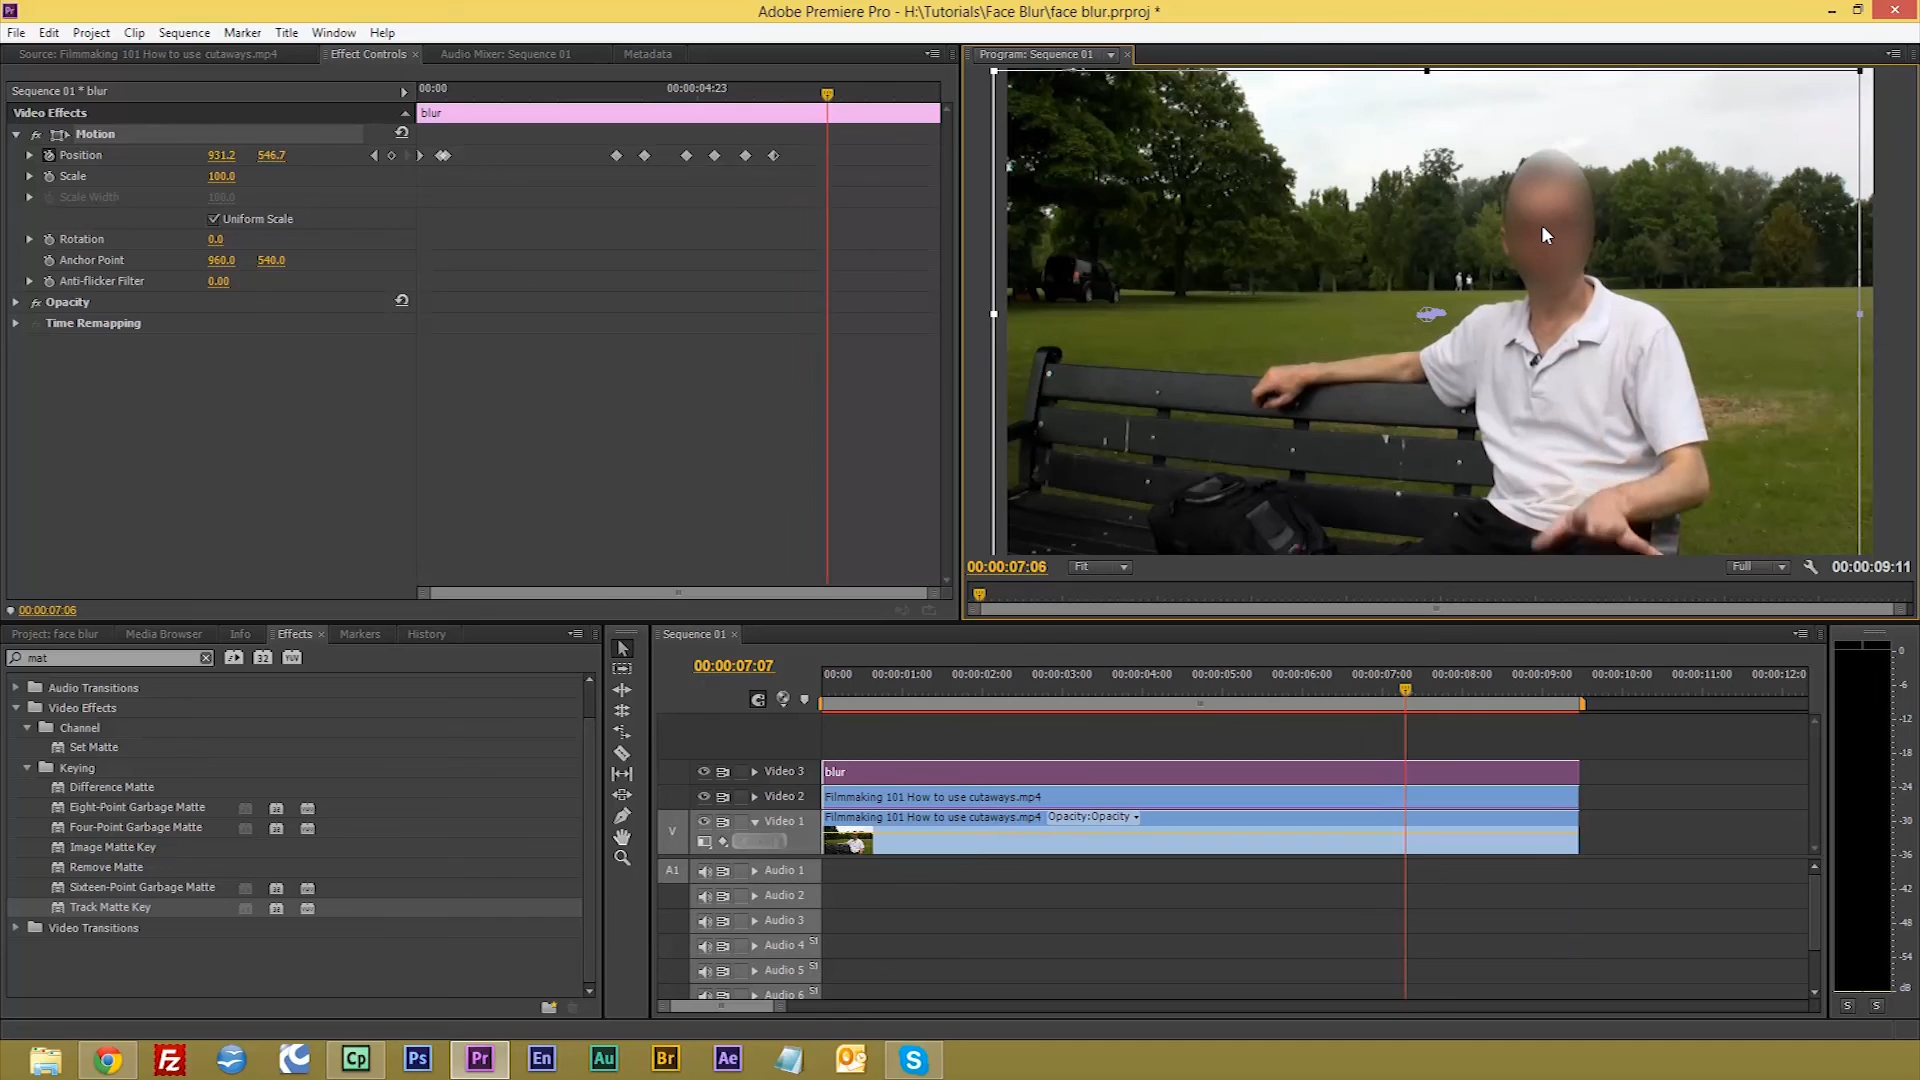 Adobe Premiere Pro - H:\Tutorials\Face Blur\face blur.prproj *
File Edit Project Clip Sequence Marker Title Window Help
Source: Filmmaking 101 How to use cutaways.mp4 Effect Controls Audio Mixer: Sequence 01 Metadata
Program: Sequence 01
Sequence 01 * blur
00:00 00:00:04:23
Video Effects
blur
Motion
Position 931.2 546.7
Scale 100.0
Scale Width 100.0
Uniform Scale
Rotation 0.0
Anchor Point 960.0 540.0
Anti-flicker Filter 0.00
Opacity
Time Remapping
00:00:07:06
00:00:07:06 Fit Full 00:00:09:11
Project: face blur Media Browser Info Effects Markers History
mat
32 YUV
Audio Transitions
Video Effects
Channel
Set Matte
Keying
Difference Matte
Eight-Point Garbage Matte
Four-Point Garbage Matte
Image Matte Key
Remove Matte
Sixteen-Point Garbage Matte
Track Matte Key
Video Transitions
Sequence 01
00:00:07:07
00:00 00:00:01:00 00:00:02:00 00:00:03:00 00:00:04:00 00:00:05:00 00:00:06:00 00:00:07:00 00:00:08:00 00:00:09:00 00:00:10:00 00:00:11:00 00:00:12:0
Video 3 blur
Video 2 Filmmaking 101 How to use cutaways.mp4
V Video 1 Filmmaking 101 How to use cutaways.mp4 Opacity:Opacity
A1 Audio 1
Audio 2
Audio 3
Audio 4
Audio 5
Audio 6
0
-6
-12
-18
-24
-30
-36
-42
-48
-54
dB
S S
Fz Cp Ps Pr En Au Br Ae